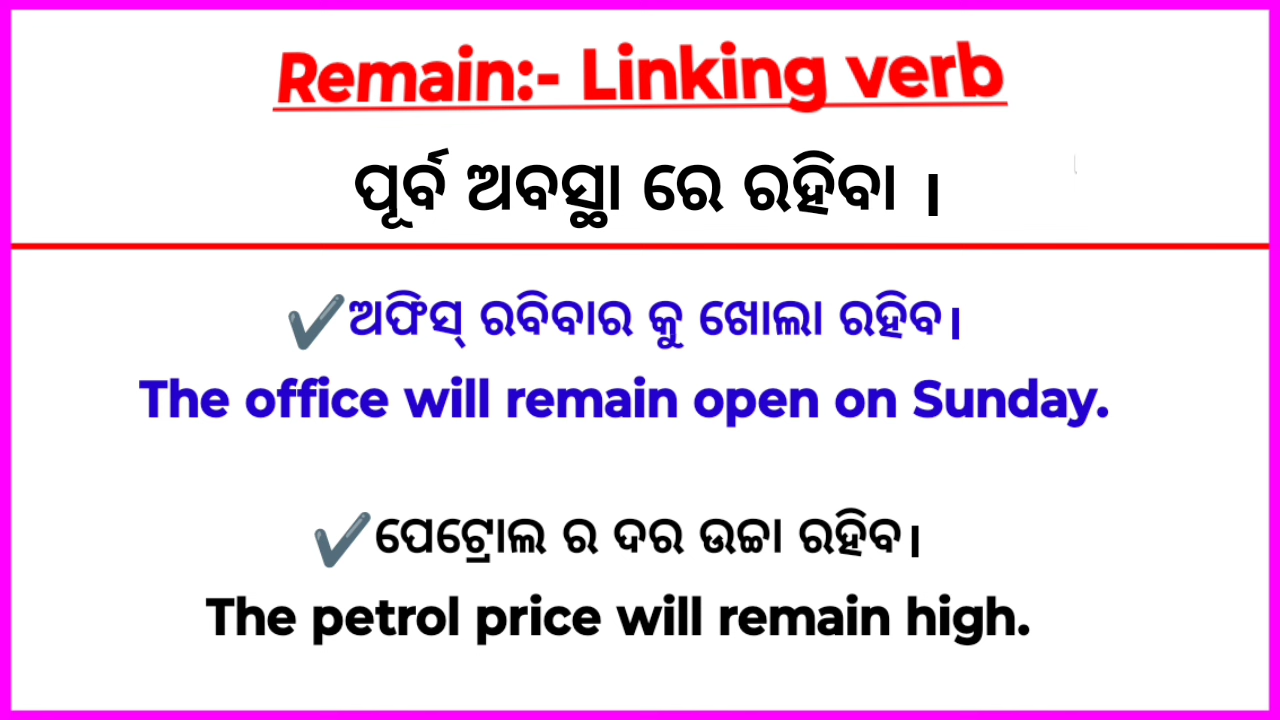 Remain:- Linking verb
ପୂର୍ବ ଅବସ୍ଥା ରେ ରହିବା ।
✔ଅଫିସ୍ ରବିବାର କୁ ଖୋଲା ରହିବ।
The office will remain open on Sunday.
✔ପେଟ୍ରୋଲ ର ଦର ଉଚ୍ଚା ରହିବ।
The petrol price will remain high.